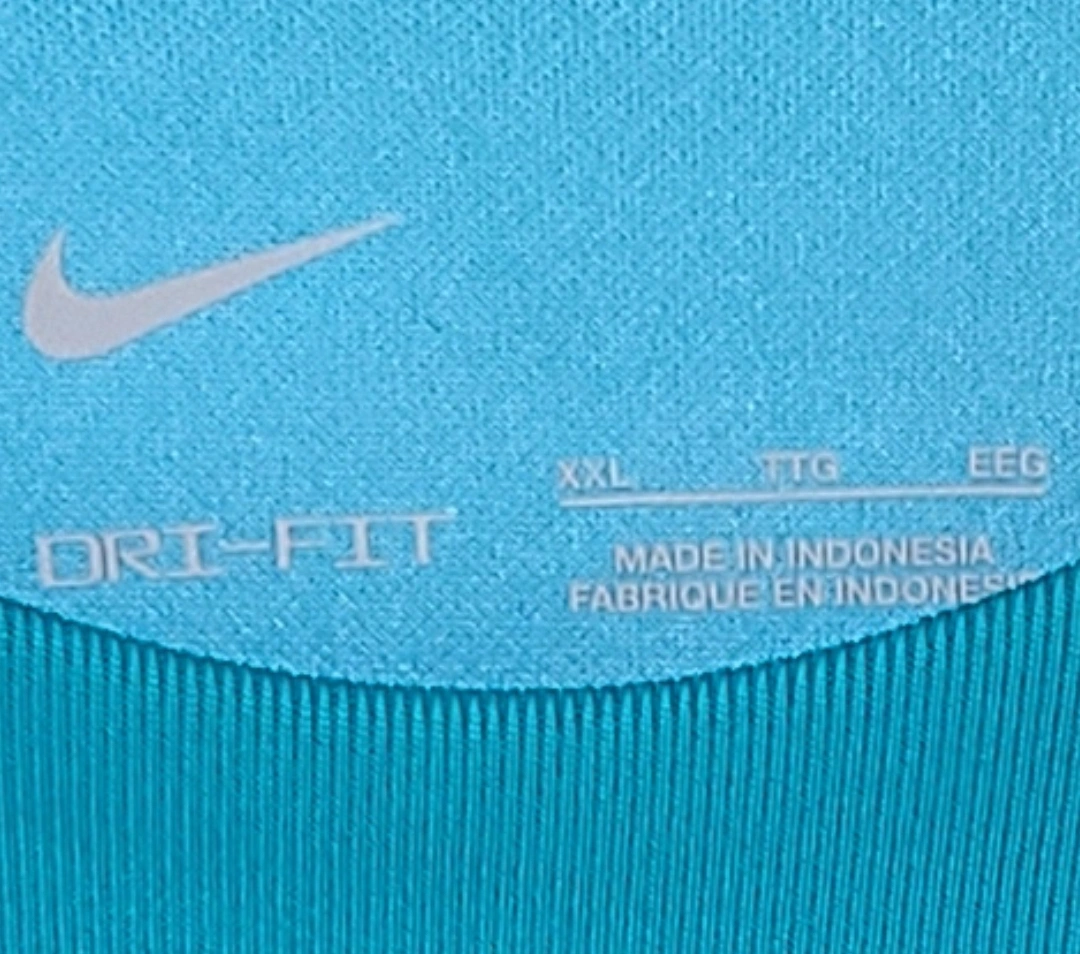 XXL TTG EEG
DRI-FIT
MADE IN INDONESIA
FABRIQUE EN INDONESIE